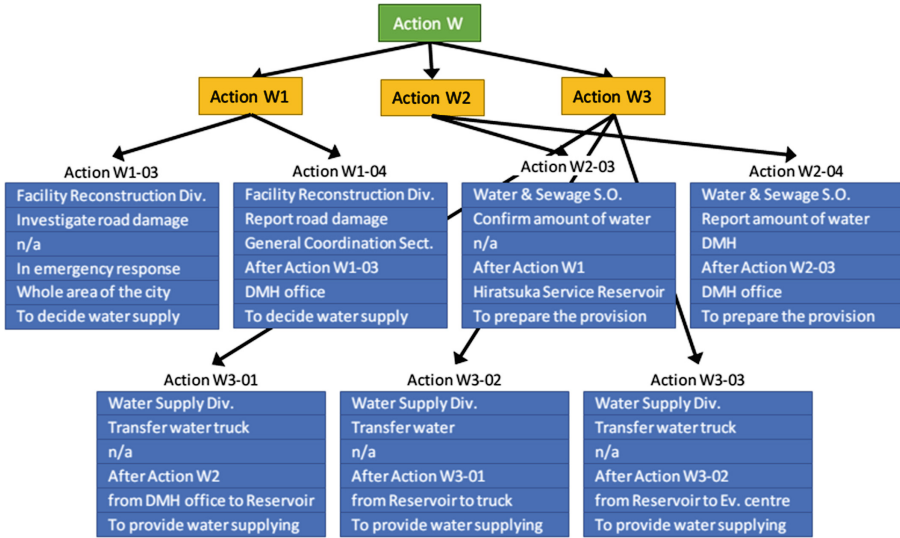 Action W
Action W1
Action W2
Action W3
Action W1-03
Facility Reconstruction Div.
Investigate road damage
n/a
In emergency response
Whole area of the city
To decide water supply
Action W1-04
Facility Reconstruction Div.
Report road damage
General Coordination Sect.
After Action W1-03
DMH office
To decide water supply
Action W2-03
Water & Sewage S.O.
Confirm amount of water
n/a
After Action W1
Hiratsuka Service Reservoir
To prepare the provision
Action W2-04
Water & Sewage S.O.
Report amount of water
DMH
After Action W2-03
DMH office
To prepare the provision
Action W3-01
Water Supply Div.
Transfer water truck
n/a
After Action W2
from DMH office to Reservoir
To provide water supplying
Action W3-02
Water Supply Div.
Transfer water
n/a
After Action W3-01
from Reservoir to truck
To provide water supplying
Action W3-03
Water Supply Div.
Transfer water truck
n/a
After Action W3-02
from Reservoir to Ev. centre
To provide water supplying